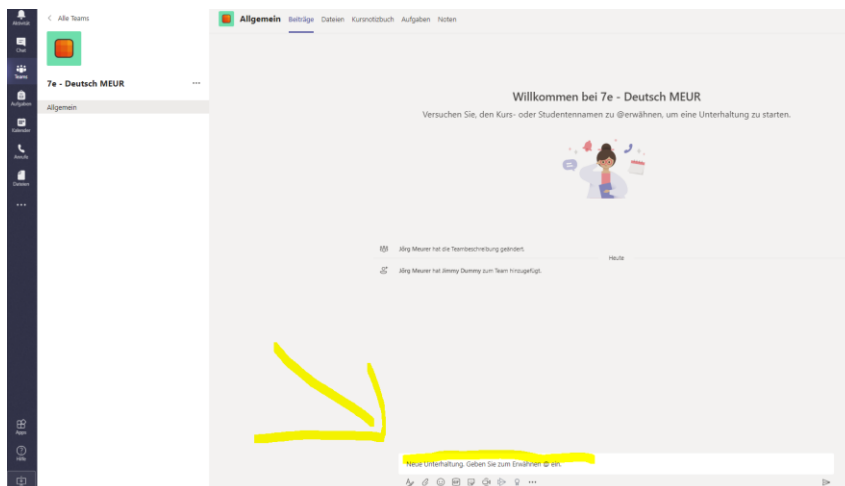 Aktivität
Chat
Teams
Aufgaben
Kalender
Anrufe
Dateien
Apps
Hilfe
Alle Teams
7e - Deutsch MEUR
Allgemein
Allgemein Beiträge Dateien Kursnotizbuch Aufgaben Noten
Willkommen bei 7e - Deutsch MEUR
Versuchen Sie, den Kurs- oder Studentennamen zu @erwähnen, um eine Unterhaltung zu starten.
Jörg Meurer hat die Teambeschreibung geändert.
Heute
Jörg Meurer hat Jimmy Dummy zum Team hinzugefügt.
Neue Unterhaltung. Geben Sie zum Erwähnen @ ein.